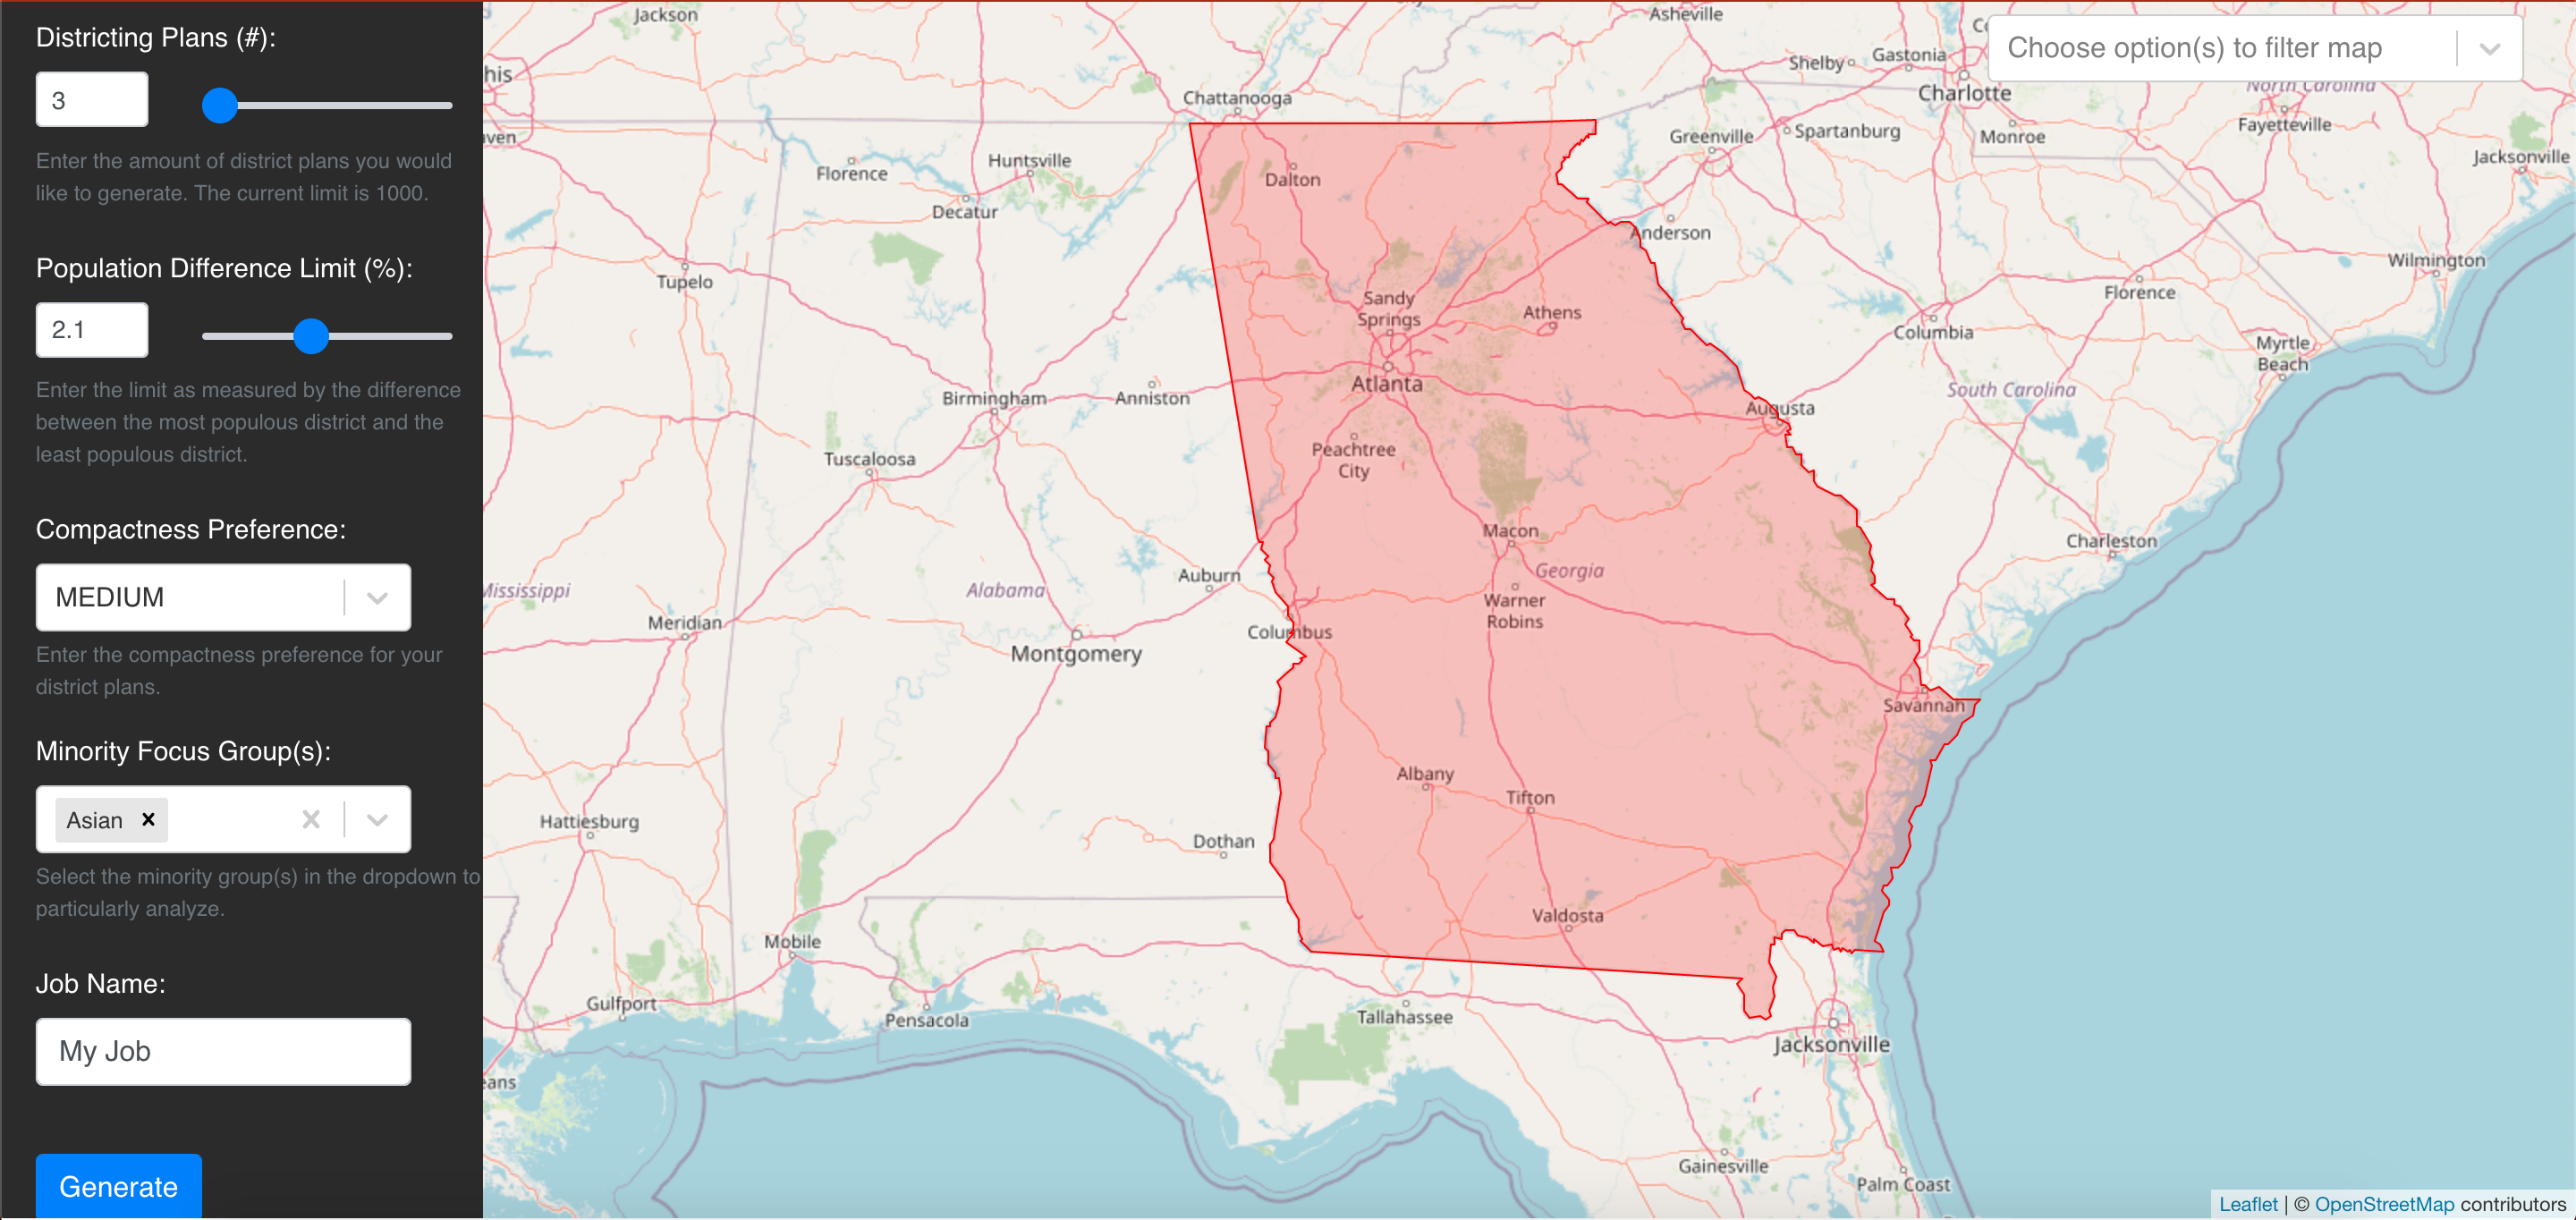 Districting Plans (#):
3
Enter the amount of district plans you would
like to generate. The current limit is 1000.
Population Difference Limit (%):
2.1
Enter the limit as measured by the difference
between the most populous district and the
least populous district.
Compactness Preference:
MEDIUM
Enter the compactness preference for your
district plans.
Minority Focus Group(s):
Asian
Select the minority group(s) in the dropdown to
particularly analyze.
Job Name:
My Job
Generate
Choose option(s) to filter map
Jackson
Asheville
his
Shelby
Gastonia
Chattanooga
Charlotte
North Carolina
Fayetteville
aven
Greenville
Spartanburg
Monroe
Jacksonville
Florence
Huntsville
Dalton
Decatur
Anderson
Tupelo
Wilmington
Florence
Sandy
Springs
Athens
Columbia
Myrtle
Beach
Atlanta
Birmingham
Anniston
South Carolina
Augusta
Tuscaloosa
Peachtree
City
Macon
Charleston
Georgia
Auburn
Mississippi
Alabama
Warner
Robins
Meridian
Columbus
Montgomery
Savannah
Albany
Tifton
Hattiesburg
Dothan
Valdosta
Mobile
Gulfport
Pensacola
Tallahassee
Jacksonville
eans
Gainesville
Palm Coast
Leaflet | © OpenStreetMap contributors